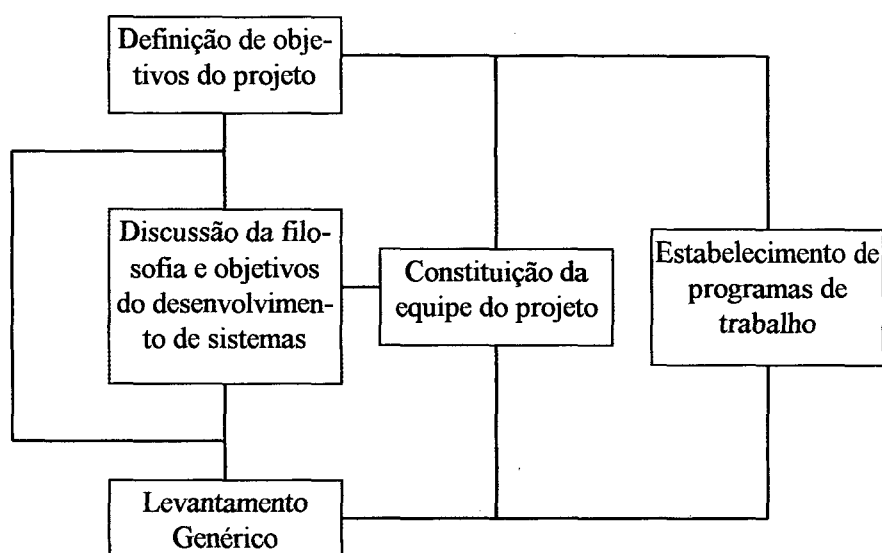 Definição de obje-
tivos do projeto
Discussão da filo-
sofia e objetivos
do desenvolvimen-
to de sistemas
Constituição da
equipe do projeto
Estabelecimento de
programas de
trabalho
Levantamento
Genérico